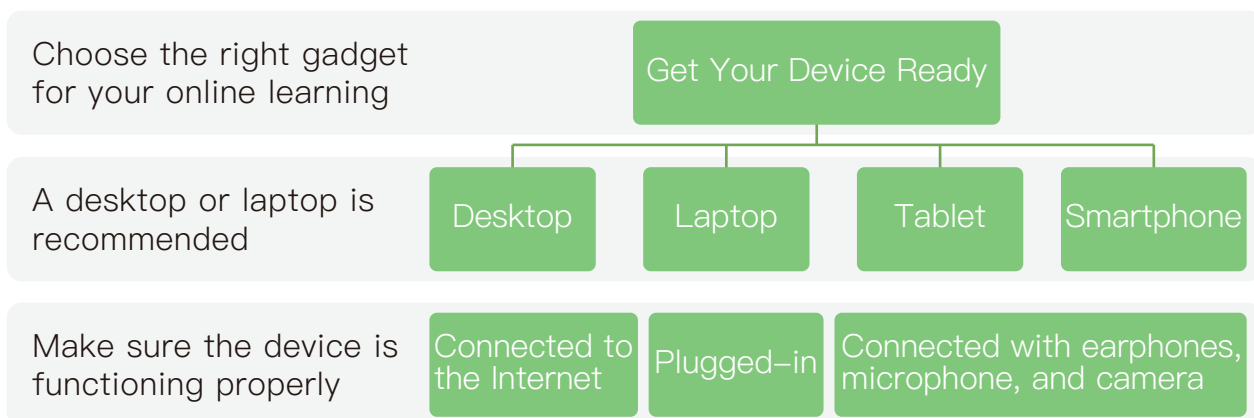 Choose the right gadget
for your online learning
Get Your Device Ready
A desktop or laptop is
recommended
Desktop
Laptop
Tablet
Smartphone
Make sure the device is
functioning properly
Connected to
the Internet
Plugged-in
Connected with earphones,
microphone, and camera